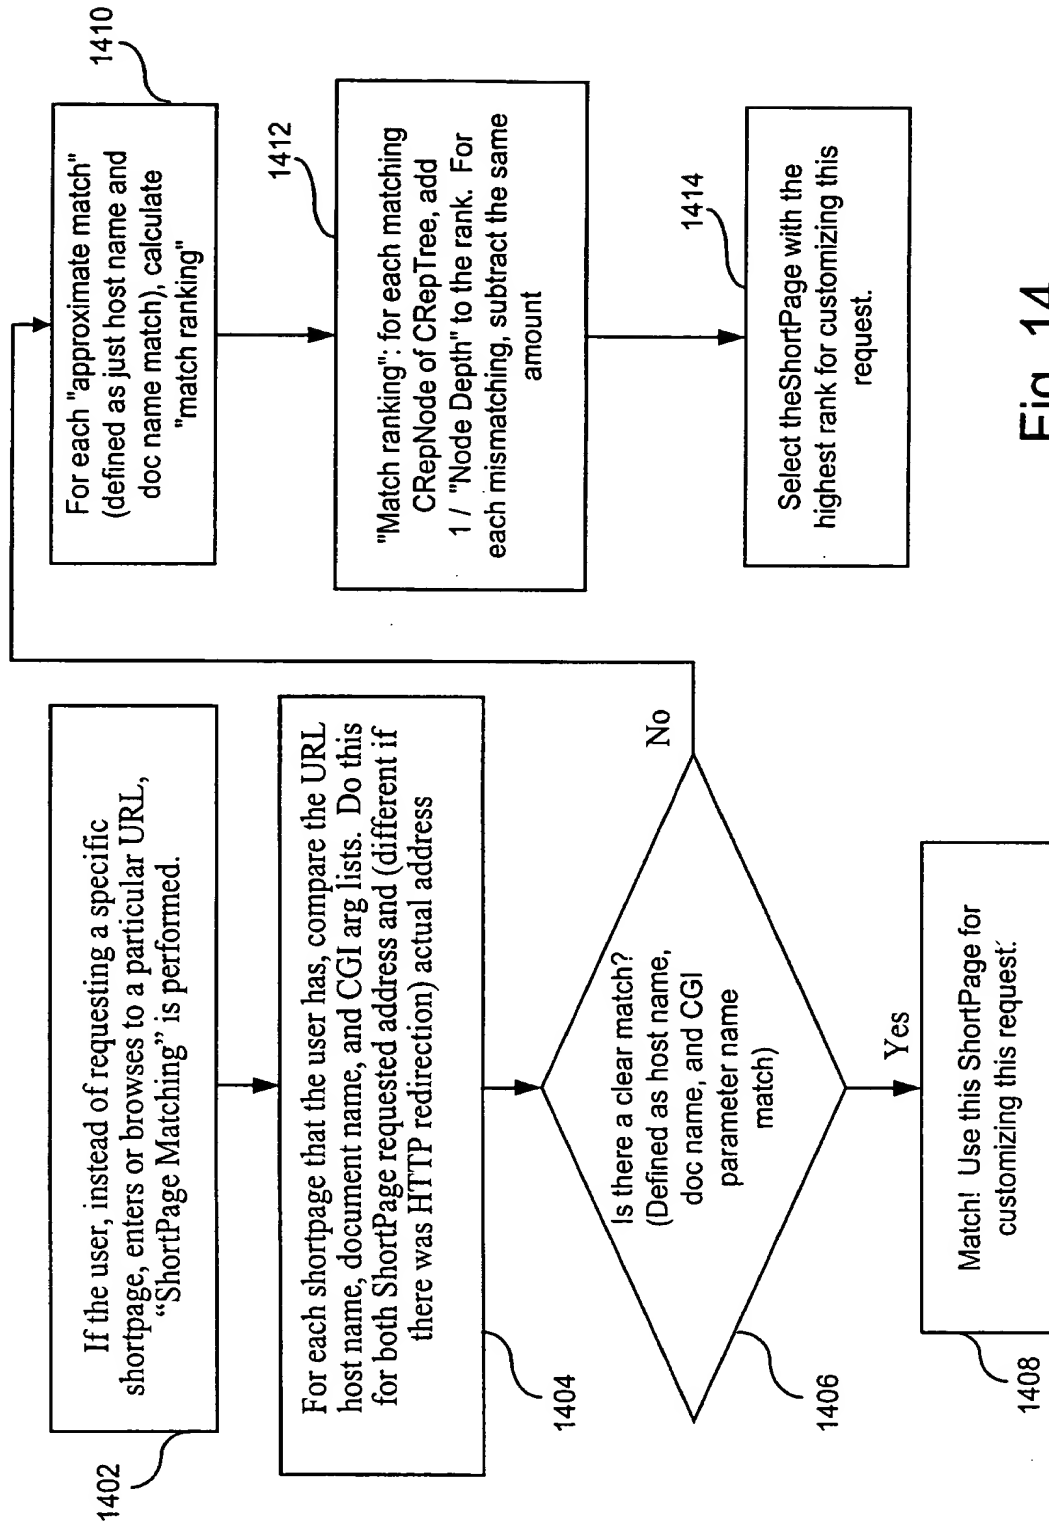 If the user, instead of requesting a specific
shortpage, enters or browses to a particular URL,
“ShortPage Matching” is performed.
1402
For each shortpage that the user has, compare the URL
host name, document name, and CGI arg lists. Do this
for both ShortPage requested address and (different if
there was HTTP redirection) actual address
1404
Is there a clear match?
(Defined as host name,
doc name, and CGI
parameter name
match)
1406
No
Yes
Match! Use this ShortPage for
customizing this request.
1408
For each "approximate match"
(defined as just host name and
doc name match), calculate
"match ranking"
1410
"Match ranking": for each matching
CRepNode of CRepTree, add
1 / "Node Depth" to the rank. For
each mismatching, subtract the same
amount
1412
Select theShortPage with the
highest rank for customizing this
request.
1414
Fig. 14